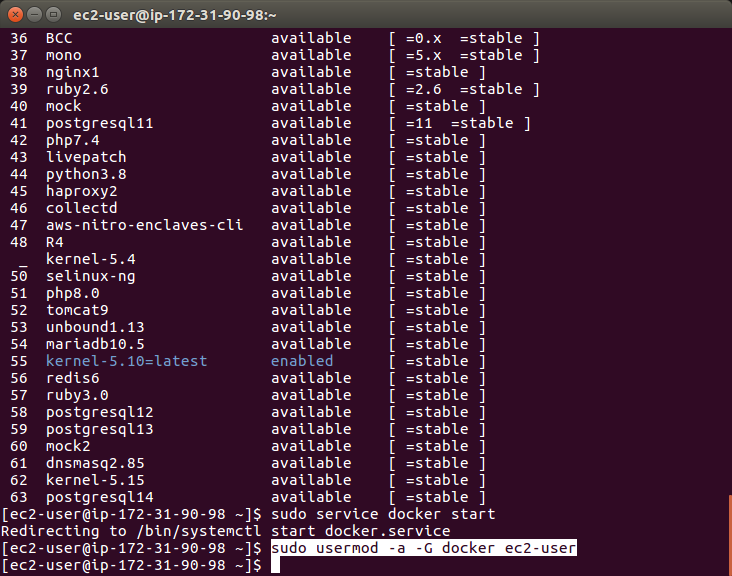 ec2-user@ip-172-31-90-98:~
36 BCC available [ =0.x =stable ]
37 mono available [ =5.x =stable ]
38 nginx1 available [ =stable ]
39 ruby2.6 available [ =2.6 =stable ]
40 mock available [ =stable ]
41 postgresql11 available [ =11 =stable ]
42 php7.4 available [ =stable ]
43 livepatch available [ =stable ]
44 python3.8 available [ =stable ]
45 haproxy2 available [ =stable ]
46 collectd available [ =stable ]
47 aws-nitro-enclaves-cli available [ =stable ]
48 R4 available [ =stable ]
_ kernel-5.4 available [ =stable ]
50 selinux-ng available [ =stable ]
51 php8.0 available [ =stable ]
52 tomcat9 available [ =stable ]
53 unbound1.13 available [ =stable ]
54 mariadb10.5 available [ =stable ]
55 kernel-5.10=latest enabled [ =stable ]
56 redis6 available [ =stable ]
57 ruby3.0 available [ =stable ]
58 postgresql12 available [ =stable ]
59 postgresql13 available [ =stable ]
60 mock2 available [ =stable ]
61 dnsmasq2.85 available [ =stable ]
62 kernel-5.15 available [ =stable ]
63 postgresql14 available [ =stable ]
[ec2-user@ip-172-31-90-98 ~]$ sudo service docker start
Redirecting to /bin/systemctl start docker.service
[ec2-user@ip-172-31-90-98 ~]$ sudo usermod -a -G docker ec2-user
[ec2-user@ip-172-31-90-98 ~]$